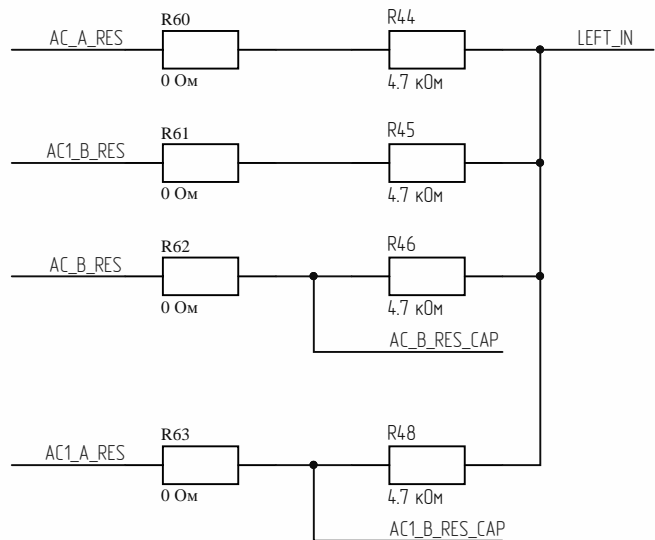 R60
R44
AC_A_RES
LEFT_IN
0 Ом
4.7 кОм
R61
R45
AC1_B_RES
0 Ом
4.7 кОм
R62
R46
AC_B_RES
0 Ом
4.7 кОм
AC_B_RES_CAP
R63
R48
AC1_A_RES
0 Ом
4.7 кОм
AC1_B_RES_CAP